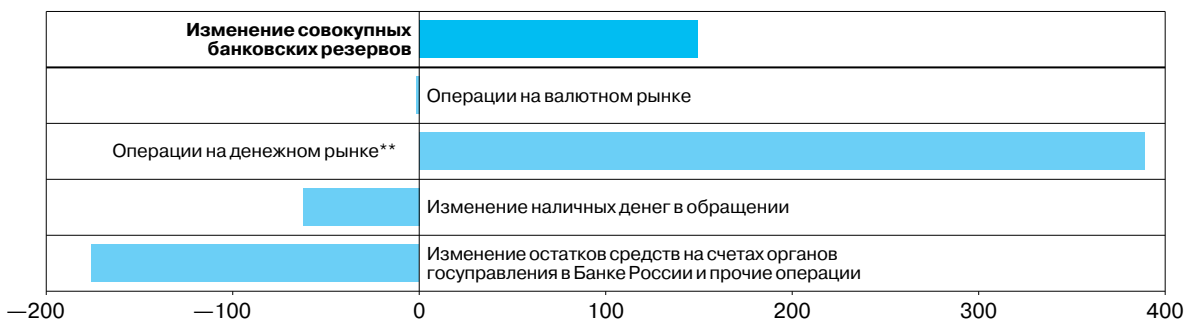 Изменение совокупных
банковских резервов
Операции на валютном рынке
Операции на денежном рынке**
Изменение наличных денег в обращении
Изменение остатков средств на счетах органов
госуправления в Банке России и прочие операции
—200 —100 0 100 200 300 400